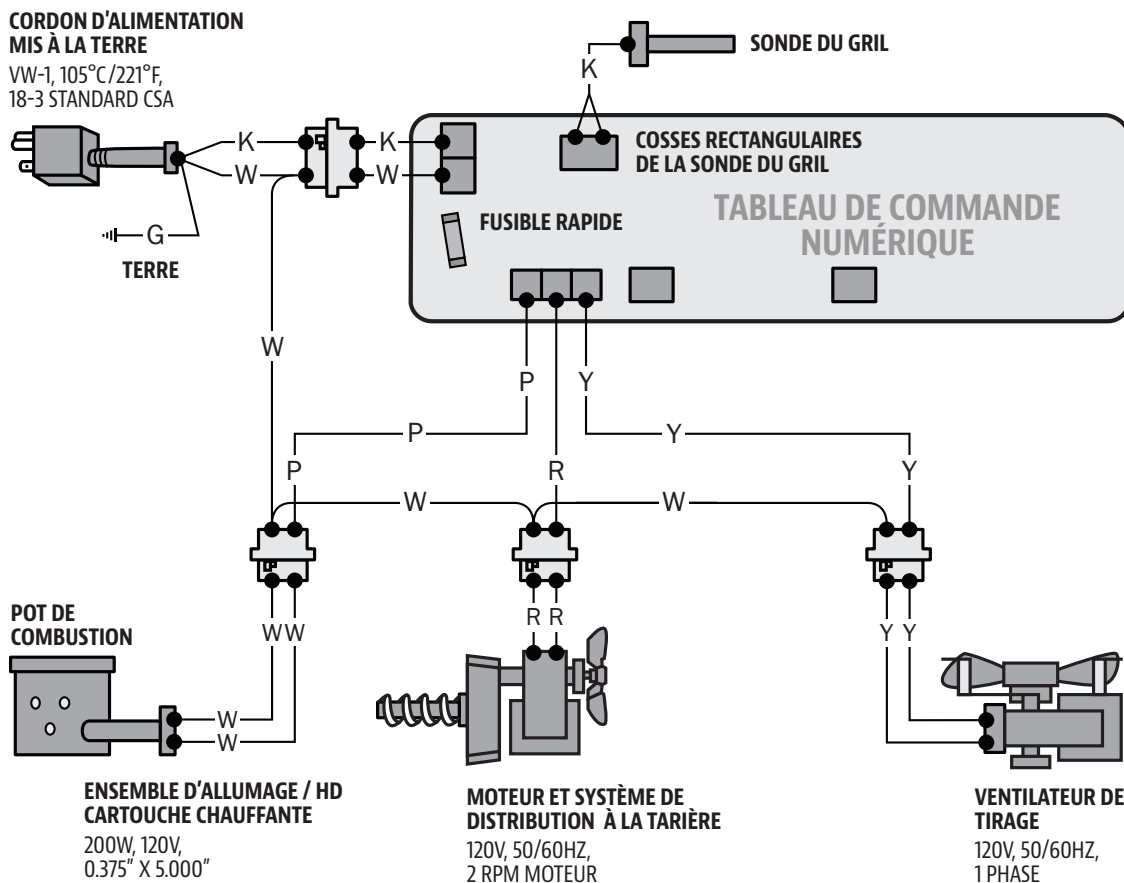 CORDON D'ALIMENTATION
MIS À LA TERRE
VW-1, 105°C/221°F,
18-3 STANDARD CSA
SONDE DU GRIL
K
COSSES RECTANGULAIRES
DE LA SONDE DU GRIL
K
K
W
W
TABLEAU DE COMMANDE
NUMÉRIQUE
FUSIBLE RAPIDE
G
TERRE
W
P
Y
P
Y
P
R
Y
W
W
POT DE
COMBUSTION
W W
R R
Y Y
W
W
ENSEMBLE D'ALLUMAGE / HD
CARTOUCHE CHAUFFANTE
200W, 120V,
0.375" X 5.000"
MOTEUR ET SYSTÈME DE
DISTRIBUTION À LA TARIÈRE
120V, 50/60HZ,
2 RPM MOTEUR
VENTILATEUR DE
TIRAGE
120V, 50/60HZ,
1 PHASE